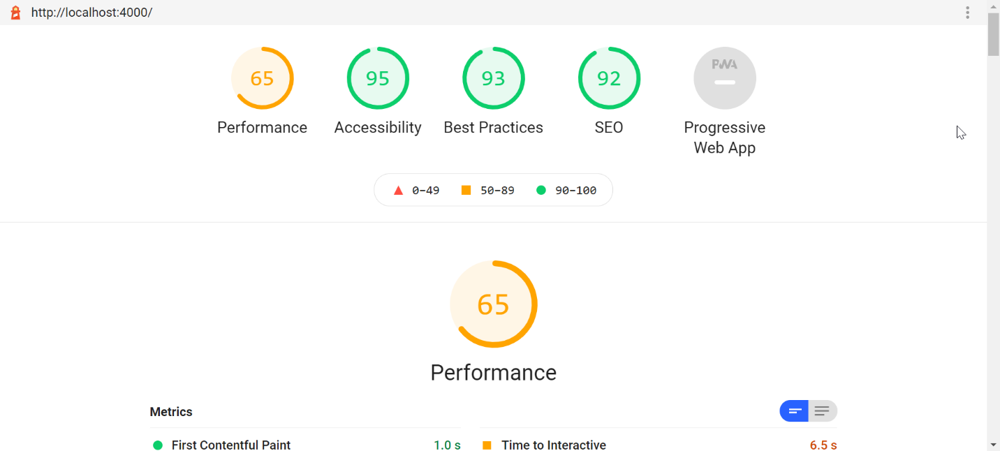 http://localhost:4000/
65
95
93
92
PWA
Performance
Accessibility
Best Practices
SEO
Progressive
Web App
0–49
50–89
90–100
65
Performance
Metrics
First Contentful Paint 1.0 s
Time to Interactive 6.5 s